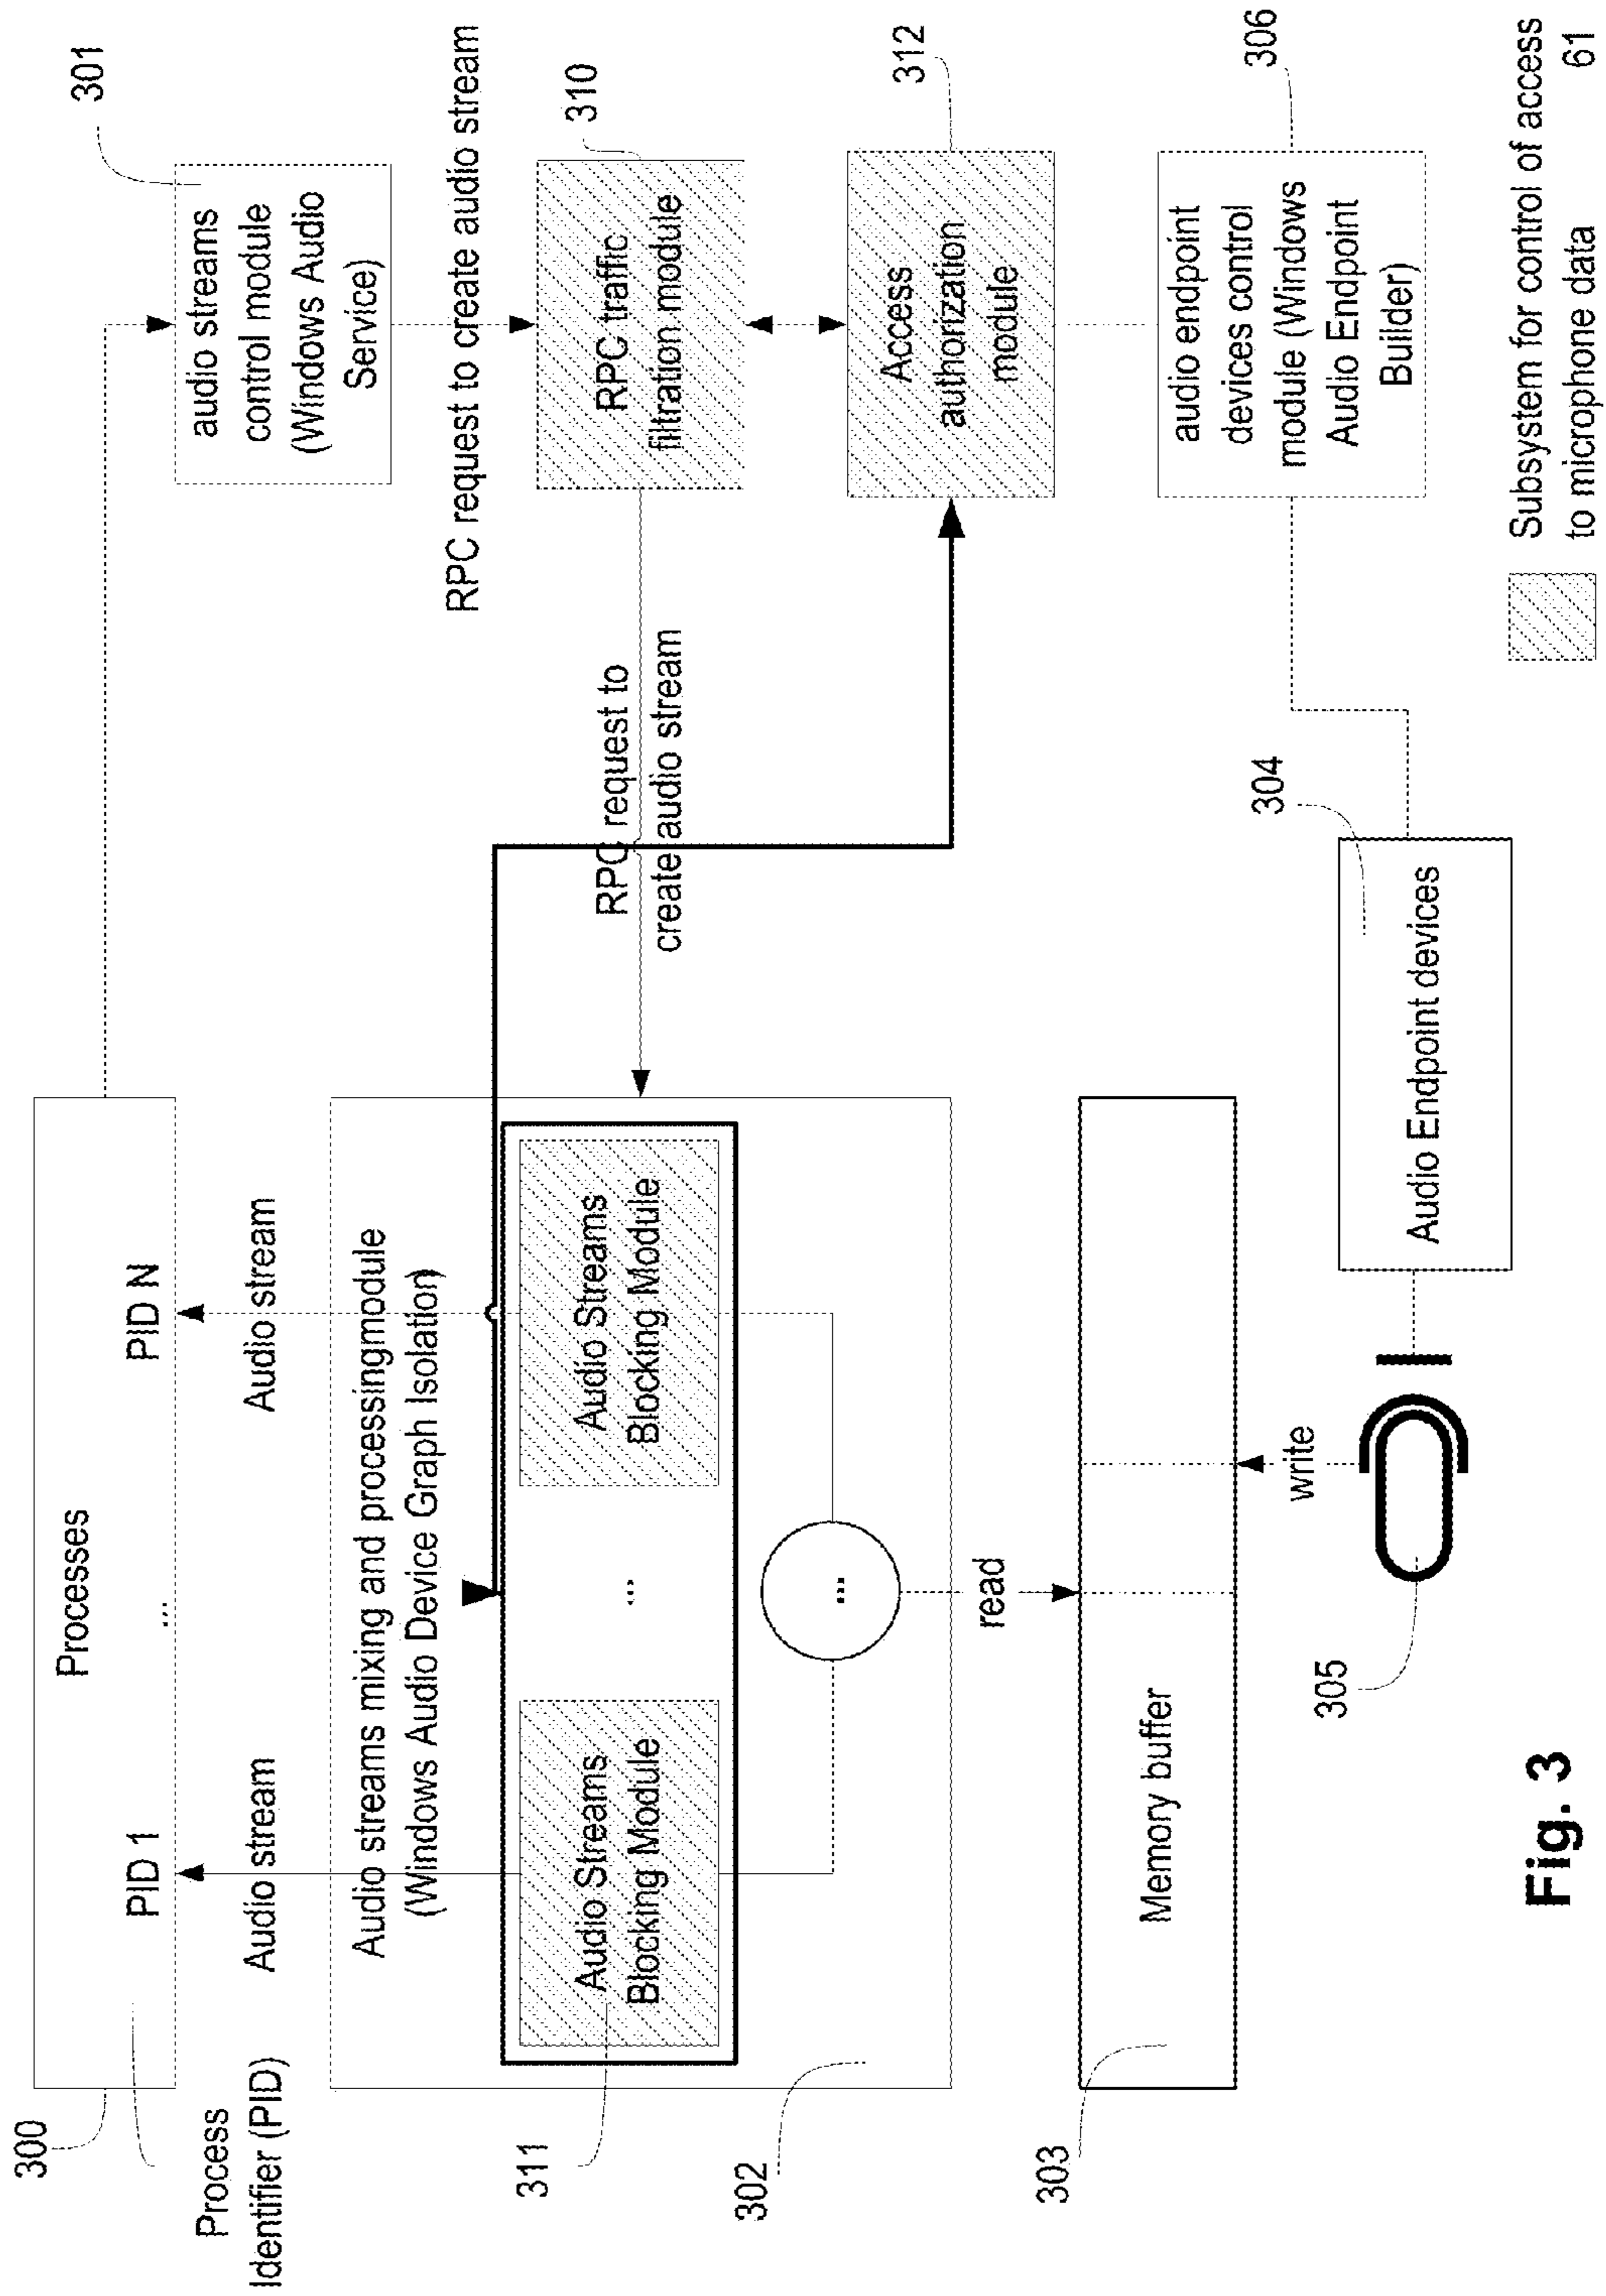 300
Processes
301
Process
Identifier (PID)
PID 1
...
PID N
audio streams
control module
(Windows Audio
Service)
Audio stream
Audio stream
Audio streams mixing and processingmodule
(Windows Audio Device Graph Isolation)
RPC request to create audio stream
311
Audio Streams
Blocking Module
...
Audio Streams
Blocking Module
RPC request to
create audio stream
RPC traffic
filtration module
310
302
...
read
Access
authorization
module
312
303
Memory buffer
write
audio endpoint
devices control
module (Windows
Audio Endpoint
Builder)
306
305
304
Audio Endpoint devices
Subsystem for control of access
to microphone data 61
Fig. 3